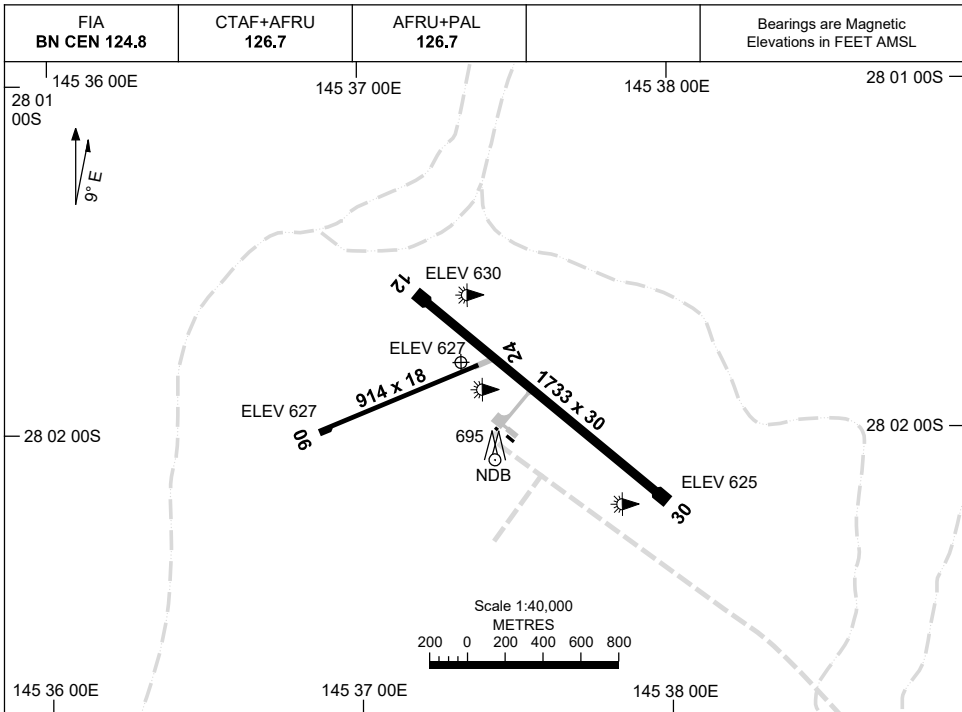 FIA
BN CEN 124.8
CTAF+AFRU
126.7
AFRU+PAL
126.7
Bearings are Magnetic
Elevations in FEET AMSL
145 36 00E
145 37 00E
145 38 00E
28 01 00S
28 01
00S
9° E
12
ELEV 630
ELEV 627
24
914 x 18
1733 x 30
ELEV 627
06
28 02 00S
28 02 00S
695
NDB
ELEV 625
30
Scale 1:40,000
METRES
200 0 200 400 600 800
145 36 00E
145 37 00E
145 38 00E